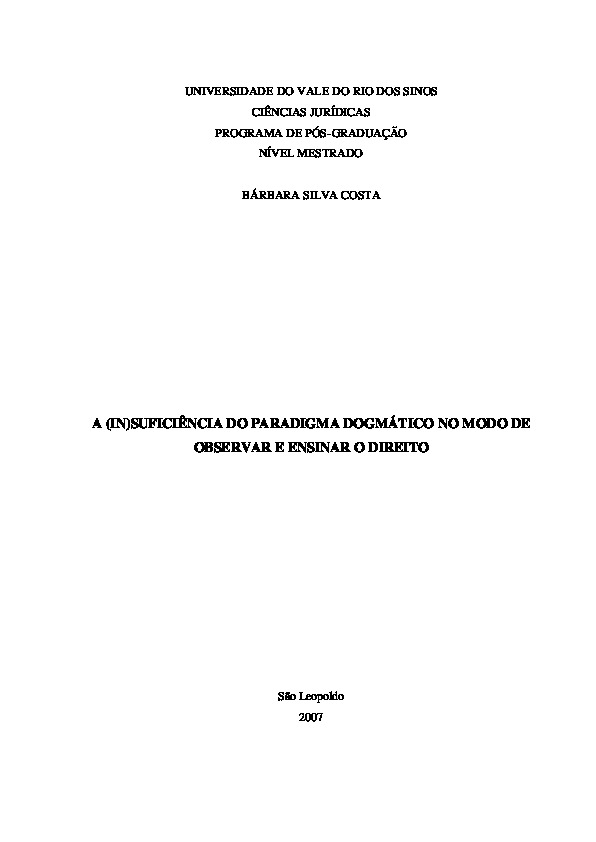 UNIVERSIDADE DO VALE DO RIO DOS SINOS
CIÊNCIAS JURÍDICAS
PROGRAMA DE PÓS-GRADUAÇÃO
NÍVEL MESTRADO
BÁRBARA SILVA COSTA
A (IN)SUFICIÊNCIA DO PARADIGMA DOGMÁTICO NO MODO DE
OBSERVAR E ENSINAR O DIREITO
São Leopoldo
2007